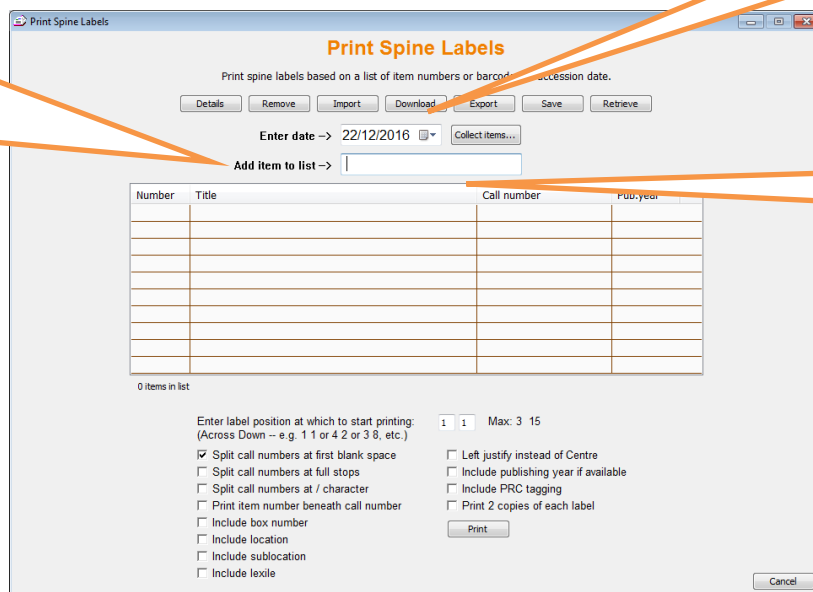 Print Spine Labels
Print Spine Labels
Print spine labels based on a list of item numbers or accession date.
Details Remove Import Download Export Save Retrieve
Enter date –> 22/12/2016 Collect items...
Add item to list –>
Number Title Call number Pub.year
0 items in list
Enter label position at which to start printing: 1 1 Max: 3 15
(Across Down -- e.g. 1 1 or 4 2 or 3 8, etc.)
Split call numbers at first blank space Left justify instead of Centre
Split call numbers at full stops Include publishing year if available
Split call numbers at / character Include PRC tagging
Print item number beneath call number Print 2 copies of each label
Include box number Print
Include location
Include sublocation
Include lexile
Cancel